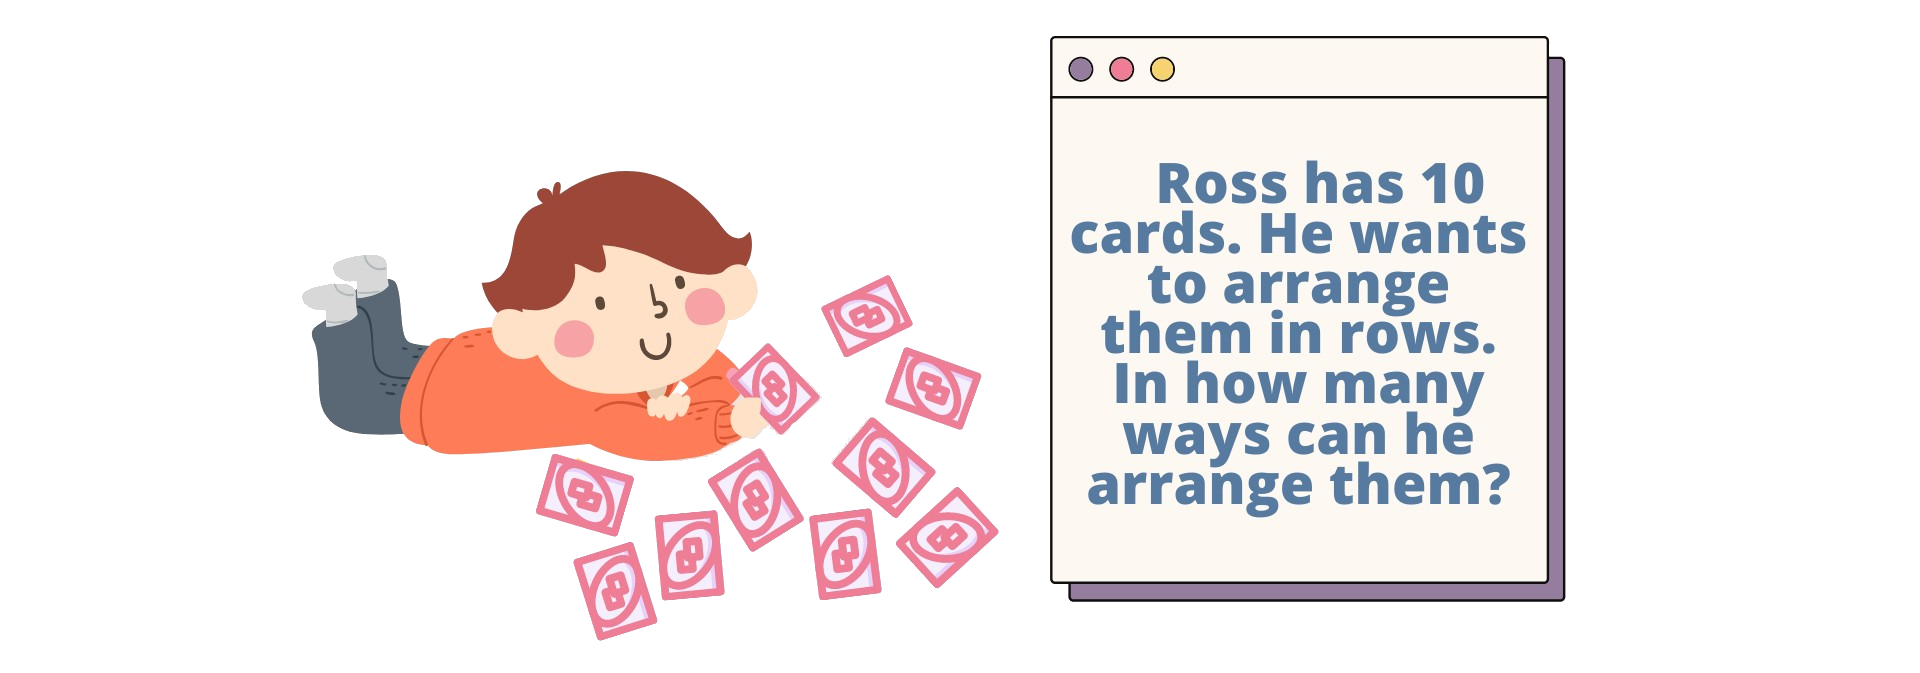 Ross has 10
cards. He wants
to arrange
them in rows.
In how many
ways can he
arrange them?